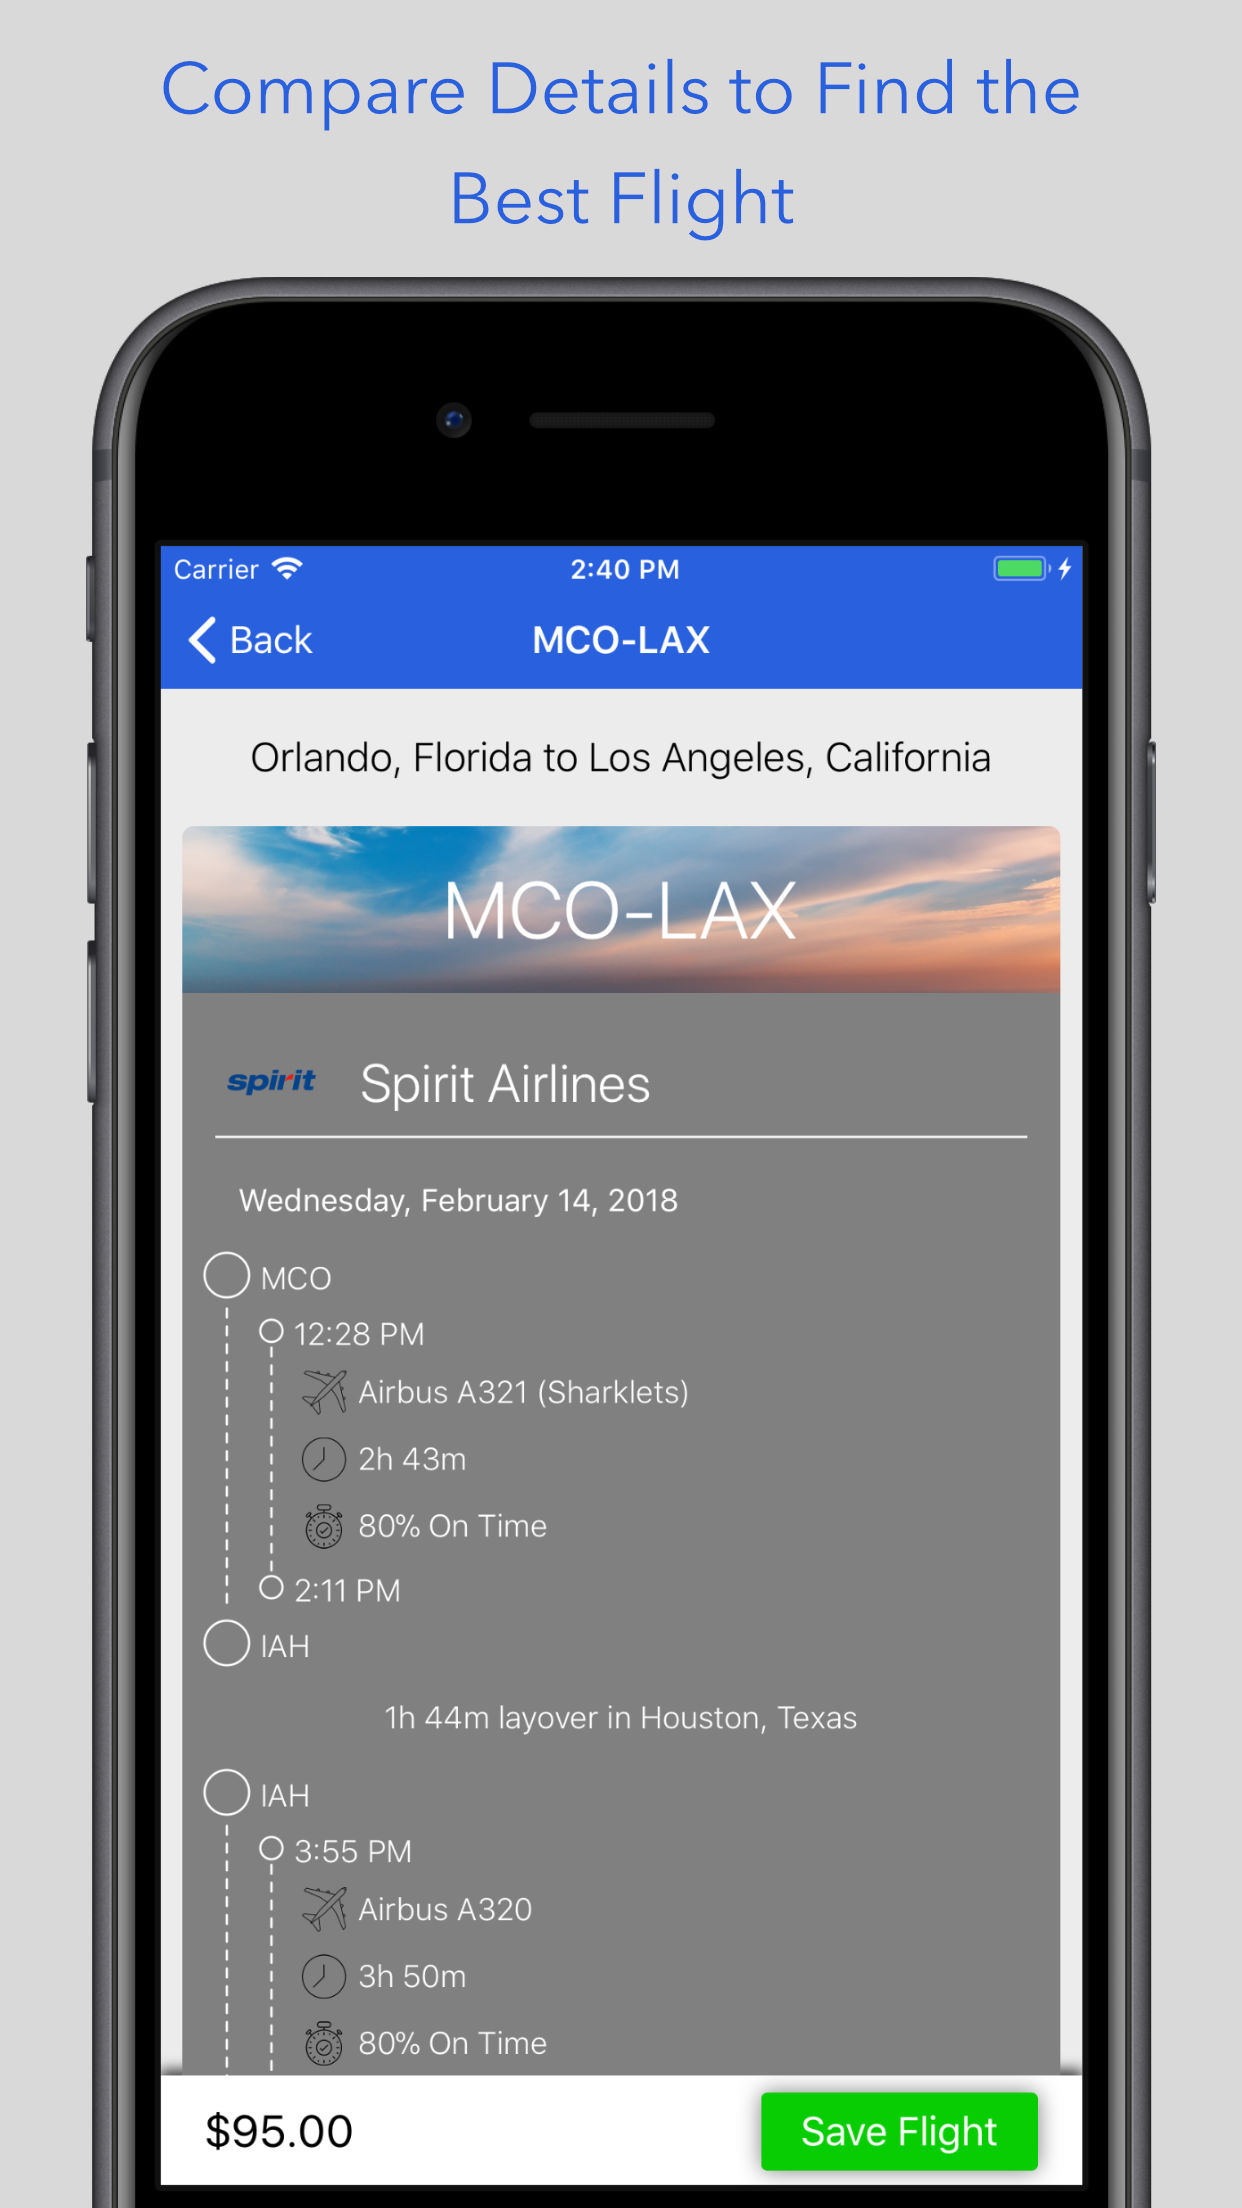 Compare Details to Find the
Best Flight
Carrier 2:40 PM
Back MCO-LAX
Orlando, Florida to Los Angeles, California
MCO-LAX
spirit Spirit Airlines
Wednesday, February 14, 2018
MCO
12:28 PM
Airbus A321 (Sharklets)
2h 43m
80% On Time
2:11 PM
IAH
1h 44m layover in Houston, Texas
IAH
3:55 PM
Airbus A320
3h 50m
80% On Time
$95.00 Save Flight